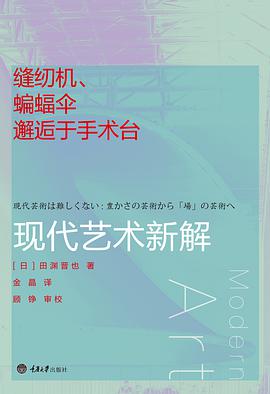 缝纫机、
蝙蝠伞
邂逅于手术台
現代芸術は難しくない:豊かさの芸術から「場」の芸術へ
现代艺术新解
[日] 田渊晋也 著
金晶 译
顾铮 审校
Modern
Art
重庆大学出版社